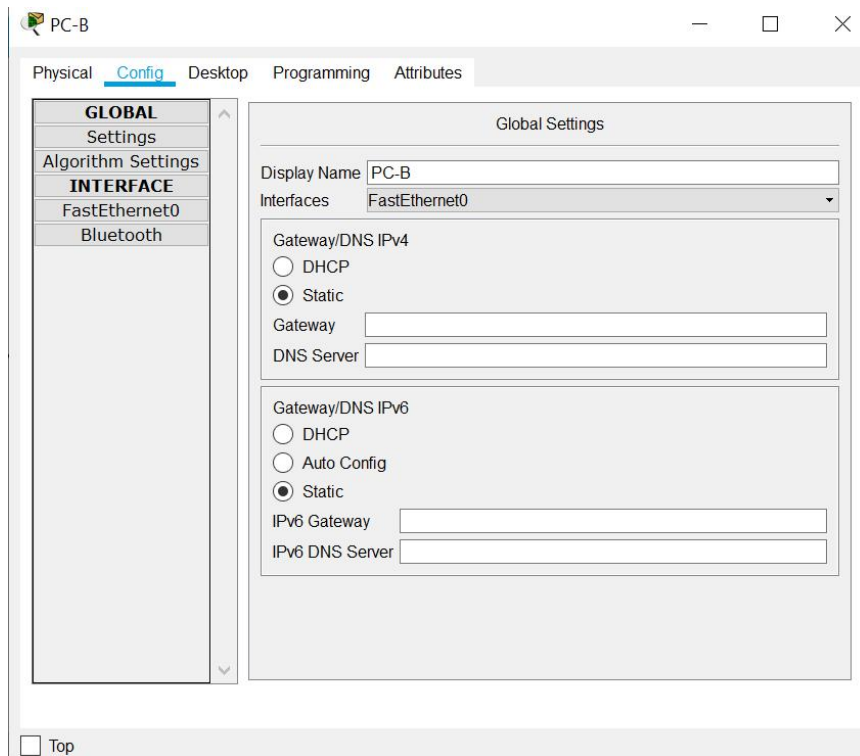 PC-B
Physical Config Desktop Programming Attributes
GLOBAL
Settings
Algorithm Settings
INTERFACE
FastEthernet0
Bluetooth
Global Settings
Display Name PC-B
Interfaces FastEthernet0
Gateway/DNS IPv4
DHCP
Static
Gateway
DNS Server
Gateway/DNS IPv6
DHCP
Auto Config
Static
IPv6 Gateway
IPv6 DNS Server
Top